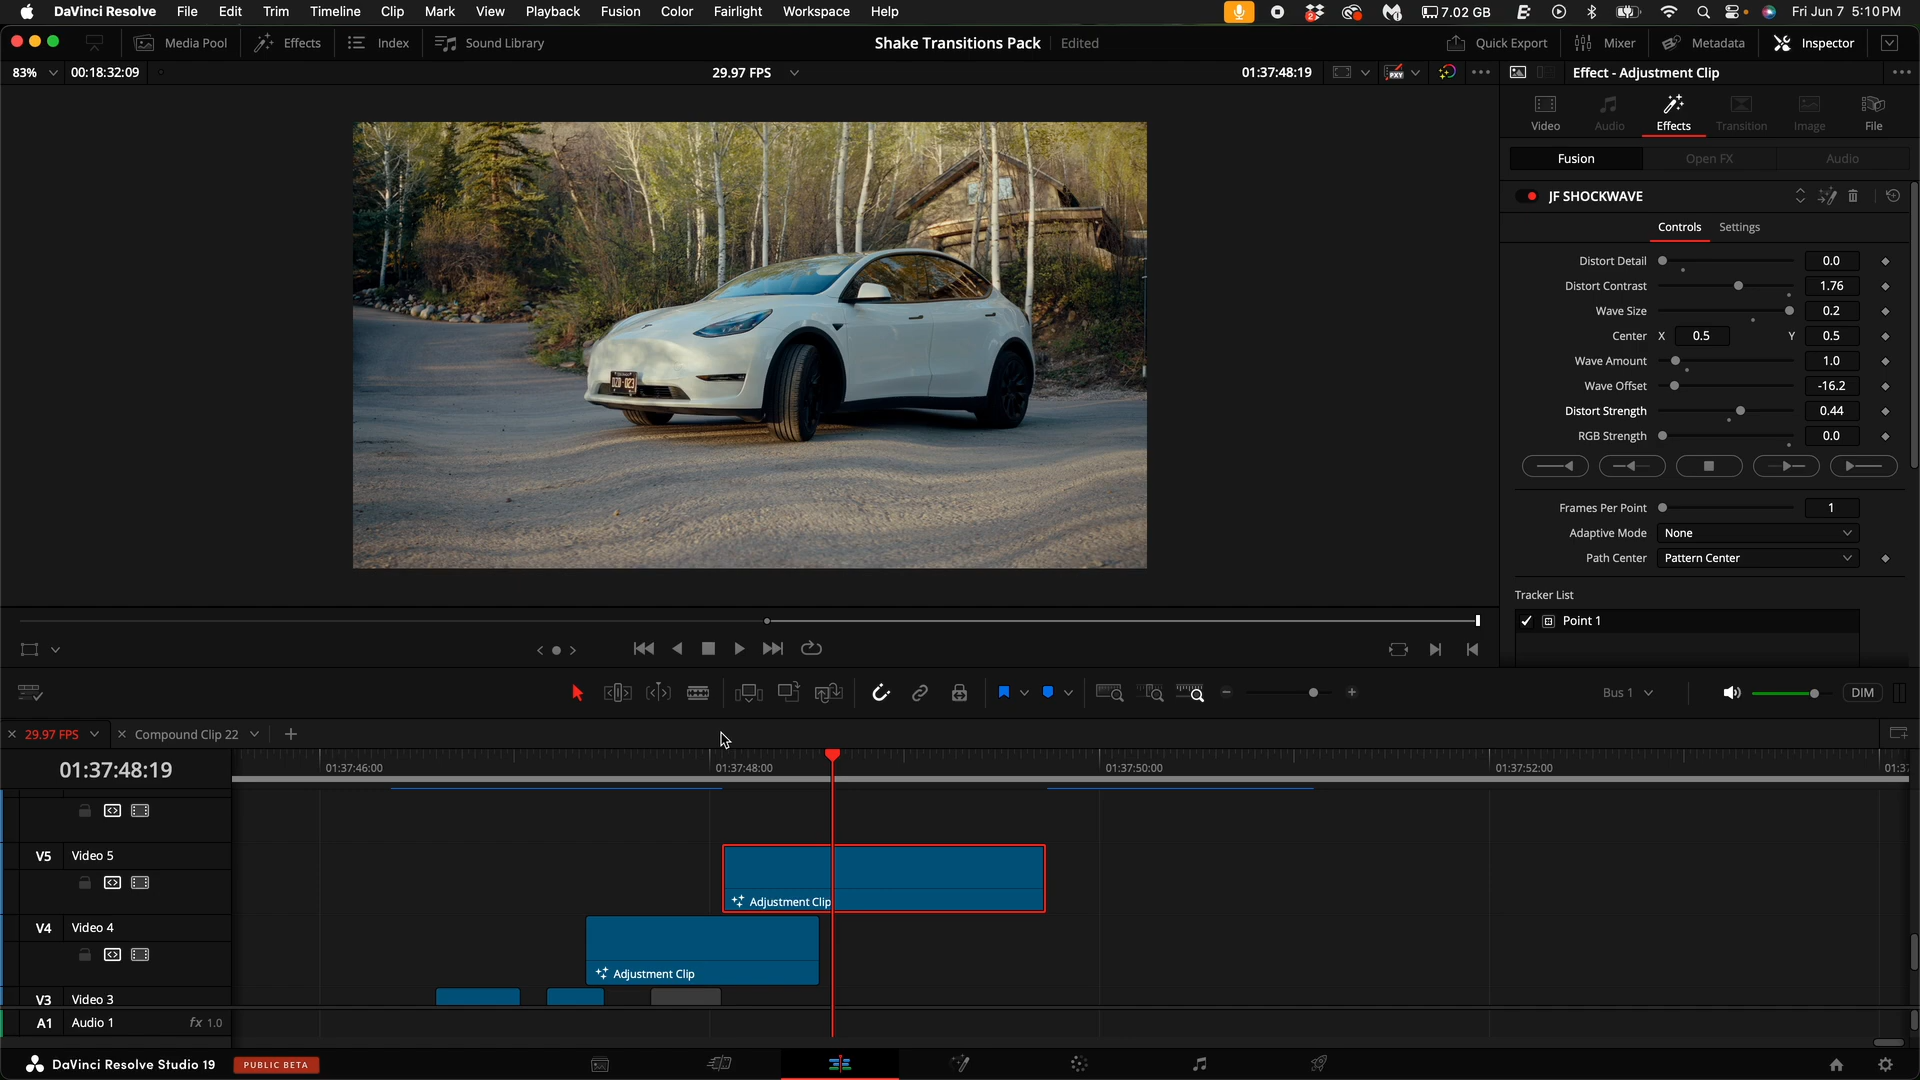 DaVinci Resolve File Edit Trim Timeline Clip Mark View Playback Fusion Color Fairlight Workspace Help 2 7.02 GB Fri Jun 7 5:10 PM
Media Pool Effects Index Sound Library Shake Transitions Pack Edited Quick Export Mixer Metadata Inspector
83% 00:18:32:09 29.97 FPS 01:37:48:19 PXY Effect - Adjustment Clip
Video Audio Effects Transition Image File
Fusion Open FX Audio
JF SHOCKWAVE
Controls Settings
Distort Detail 0.0
Distort Contrast 1.76
Wave Size 0.2
Center X 0.5 Y 0.5
Wave Amount 1.0
Wave Offset -16.2
Distort Strength 0.44
RGB Strength 0.0
Frames Per Point 1
Adaptive Mode None
Path Center Pattern Center
Tracker List
Point 1
Bus 1 DIM
29.97 FPS Compound Clip 22
01:37:48:19 01:37:46:00 01:37:48:00 01:37:50:00 01:37:52:00
V5 Video 5
Adjustment Clip
V4 Video 4
Adjustment Clip
V3 Video 3
A1 Audio 1 fx 1.0
DaVinci Resolve Studio 19 PUBLIC BETA